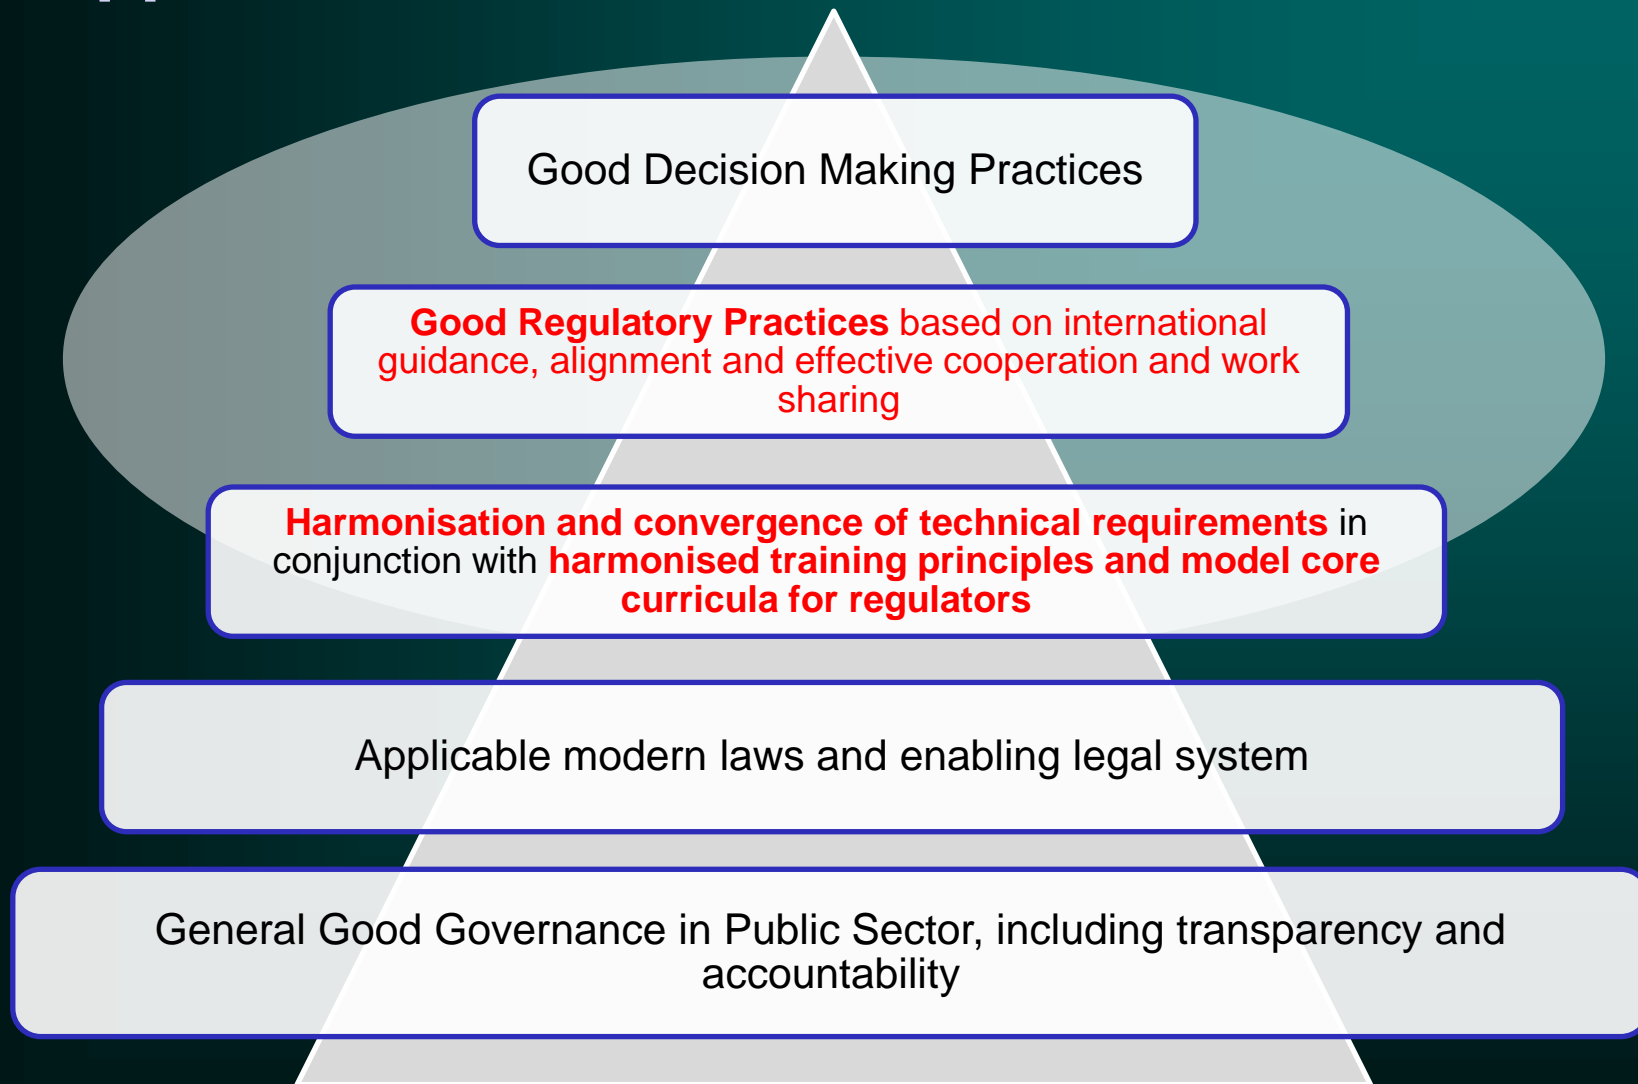 Good Decision Making Practices
Good Regulatory Practices based on international
guidance, alignment and effective cooperation and work
sharing
Harmonisation and convergence of technical requirements in
conjunction with harmonised training principles and model core
curricula for regulators
Applicable modern laws and enabling legal system
General Good Governance in Public Sector, including transparency and
accountability